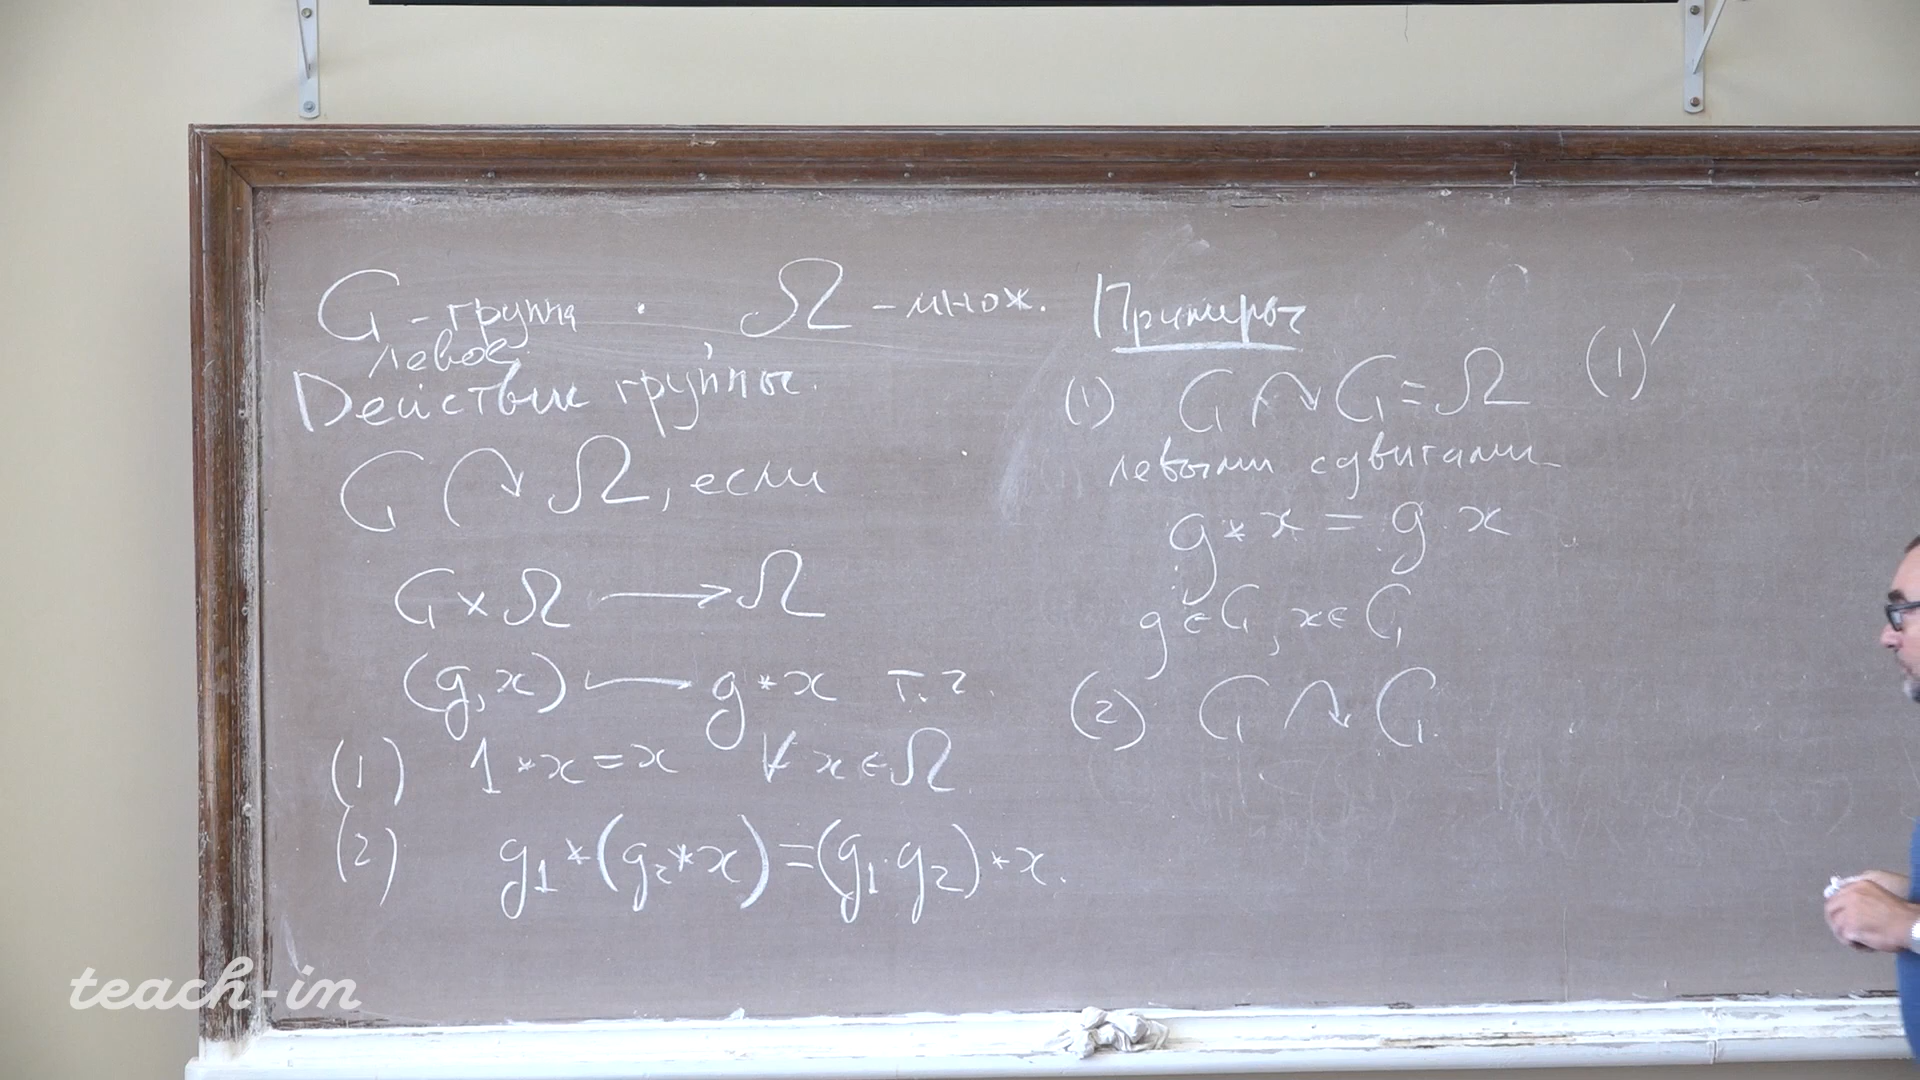 G - группа . Ω - множ.
левое
Действие группы.
G ↷ Ω, если
G × Ω ⟶ Ω
(g, x) ⟼ g * x т.ч.
(1) 1 * x = x ∀ x ∈ Ω
(2) g₁ * (g₂ * x) = (g₁ · g₂) * x.
Примеры
(1) G ↷ G = Ω (1)′
левыми сдвигами
g * x = g · x
g ∈ G, x ∈ G
(2) G ↷ G
teach-in